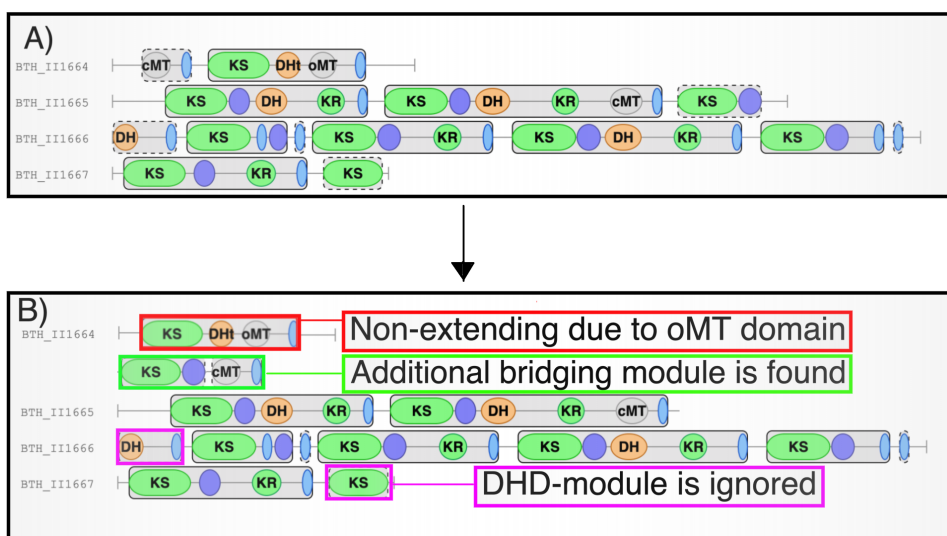 A)
BTH_II1664 cMT KS DHt oMT
BTH_II1665 KS DH KR KS DH KR cMT KS
BTH_II1666 DH KS KS KR KS DH KR KS
BTH_II1667 KS KR KS
B)
BTH_II1664 KS DHt oMT Non-extending due to oMT domain
KS cMT Additional bridging module is found
BTH_II1665 KS DH KR KS DH KR cMT
BTH_II1666 DH KS KS KR KS DH KR KS
BTH_II1667 KS KR KS DHD-module is ignored